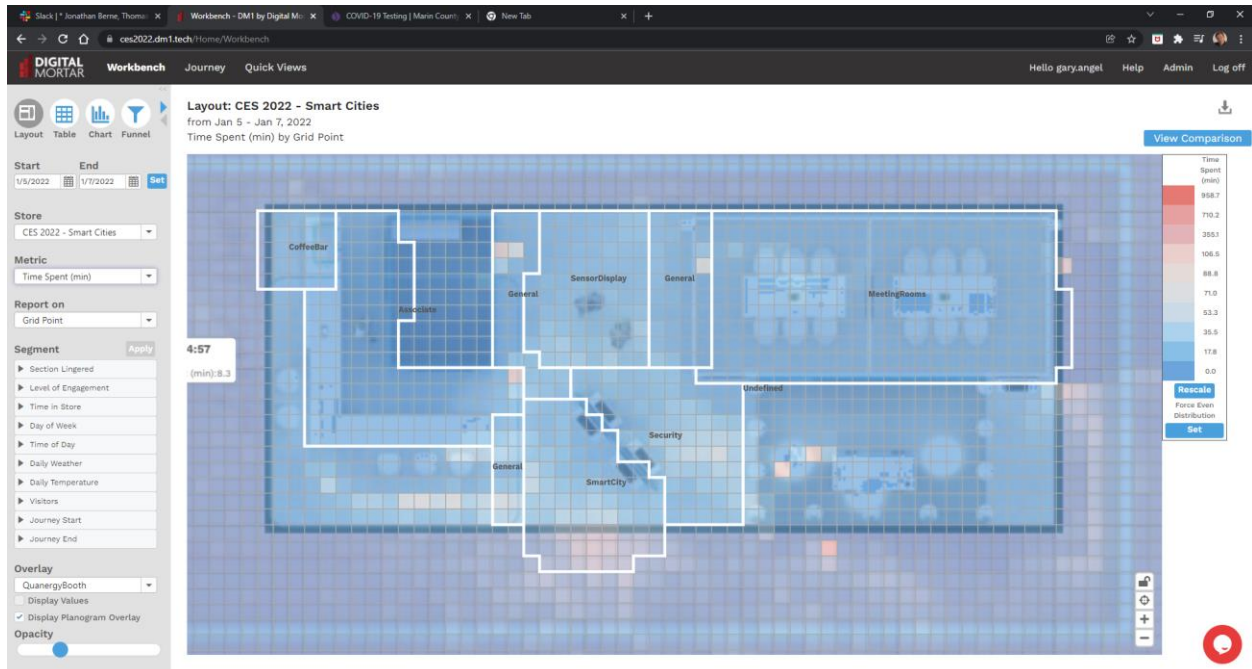 Slack | * Jonathan Berne, Thoma
Workbench - DM1 by Digital Mo
COVID-19 Testing | Marin County
New Tab
ces2022.dm1.tech/Home/Workbench
DIGITAL
MORTAR
Workbench
Journey
Quick Views
Hello gary.angel
Help
Admin
Log off
Layout
Table
Chart
Funnel
Start
End
1/5/2022
1/7/2022
Set
Store
CES 2022 - Smart Cities
Metric
Time Spent (min)
Report on
Grid Point
Segment
Apply
Section Lingered
Level of Engagement
Time in Store
Day of Week
Time of Day
Daily Weather
Daily Temperature
Visitors
Journey Start
Journey End
Overlay
QuanergyBooth
Display Values
Display Planogram Overlay
Opacity
Layout: CES 2022 - Smart Cities
from Jan 5 - Jan 7, 2022
Time Spent (min) by Grid Point
View Comparison
4:57
(min):8.3
CoffeeBar
Associate
General
SensorDisplay
General
MeetingRooms
Undefined
Security
General
SmartCity
Time
Spent
(min)
958.7
710.2
355.1
106.5
88.8
71.0
53.3
35.5
17.8
0.0
Rescale
Force Even
Distribution
Set